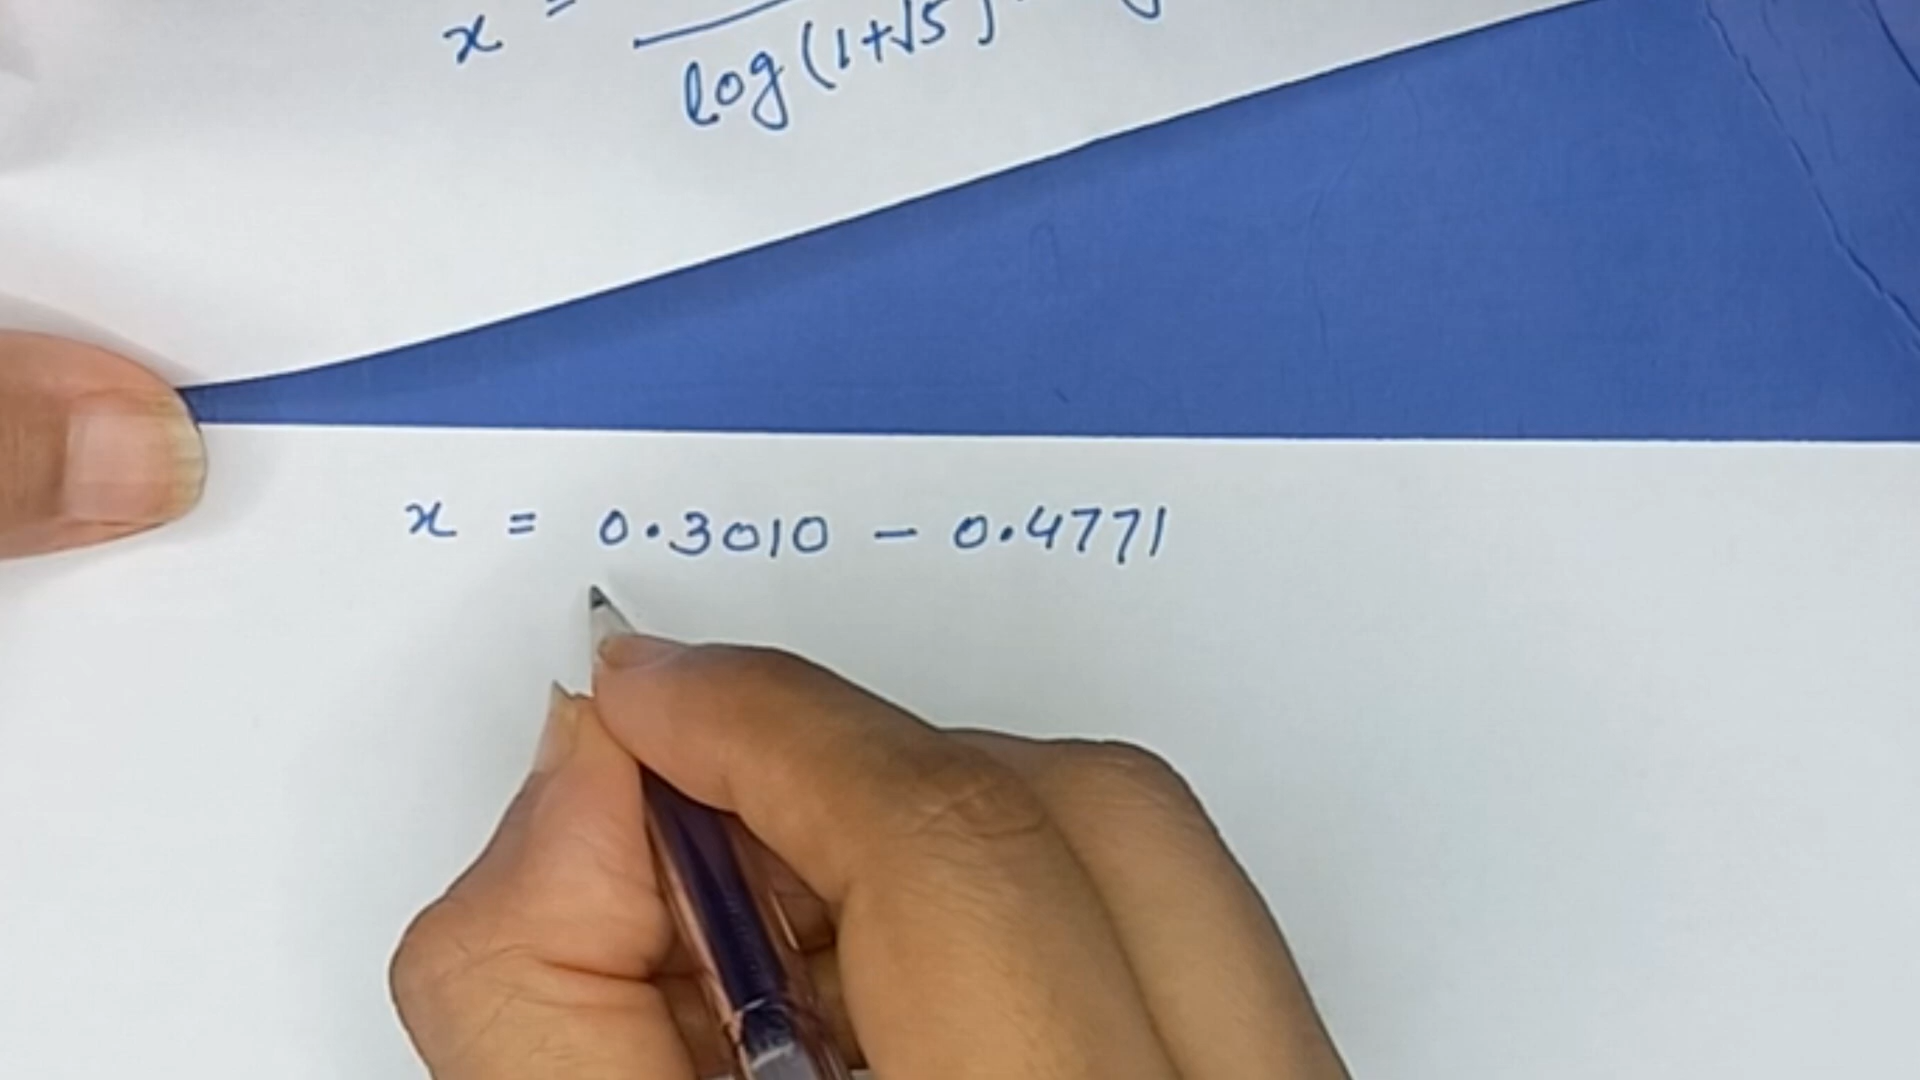 x =
log(1+√5)
x = 0.3010 - 0.4771